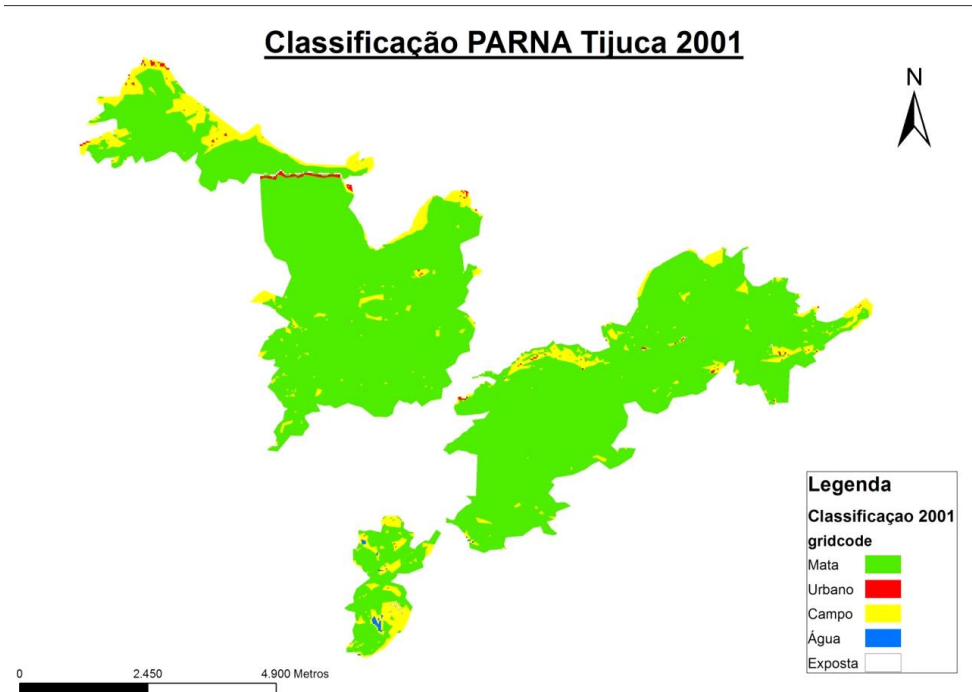 Classificação PARNA Tijuca 2001
N
Legenda
Classificaçao 2001
gridcode
Mata
Urbano
Campo
Água
Exposta
0 2.450 4.900 Metros